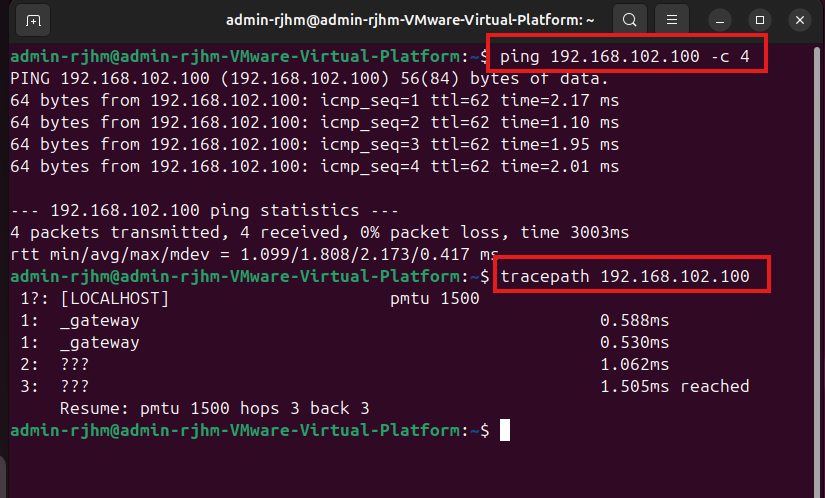 admin-rjhm@admin-rjhm-VMware-Virtual-Platform: ~
admin-rjhm@admin-rjhm-VMware-Virtual-Platform:~$ ping 192.168.102.100 -c 4
PING 192.168.102.100 (192.168.102.100) 56(84) bytes of data.
64 bytes from 192.168.102.100: icmp_seq=1 ttl=62 time=2.17 ms
64 bytes from 192.168.102.100: icmp_seq=2 ttl=62 time=1.10 ms
64 bytes from 192.168.102.100: icmp_seq=3 ttl=62 time=1.95 ms
64 bytes from 192.168.102.100: icmp_seq=4 ttl=62 time=2.01 ms
--- 192.168.102.100 ping statistics ---
4 packets transmitted, 4 received, 0% packet loss, time 3003ms
rtt min/avg/max/mdev = 1.099/1.808/2.173/0.417 ms
admin-rjhm@admin-rjhm-VMware-Virtual-Platform:~$ tracepath 192.168.102.100
1?: [LOCALHOST] pmtu 1500
1: _gateway 0.588ms
1: _gateway 0.530ms
2: ??? 1.062ms
3: ??? 1.505ms reached
Resume: pmtu 1500 hops 3 back 3
admin-rjhm@admin-rjhm-VMware-Virtual-Platform:~$